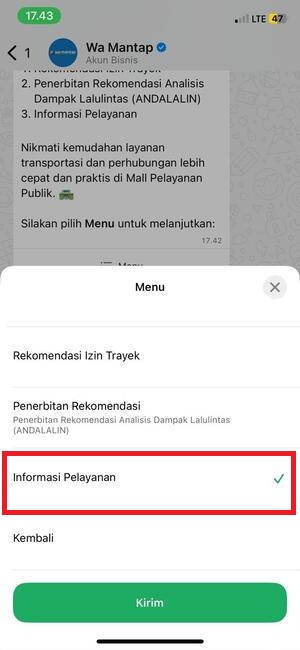 17.43
LTE 47
1
wa mantap
Wa Mantap
Akun Bisnis
1. Rekomendasi Izin Trayek
2. Penerbitan Rekomendasi Analisis
Dampak Lalulintas (ANDALALIN)
3. Informasi Pelayanan
Nikmati kemudahan layanan
transportasi dan perhubungan lebih
cepat dan praktis di Mall Pelayanan
Publik.
Silakan pilih Menu untuk melanjutkan:
17.42
Menu
Menu
Rekomendasi Izin Trayek
Penerbitan Rekomendasi
Penerbitan Rekomendasi Analisis Dampak Lalulintas
(ANDALALIN)
Informasi Pelayanan
Kembali
Kirim